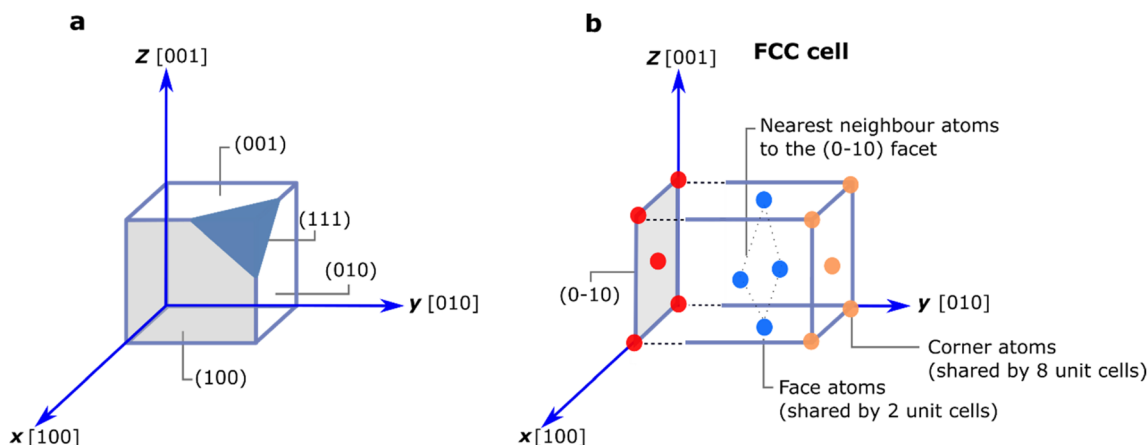 a
Z [001]
(001)
(111)
(010)
y [010]
(100)
x [100]
b
FCC cell
Z [001]
Nearest neighbour atoms
to the (0-10) facet
(0-10)
y [010]
Corner atoms
(shared by 8 unit cells)
Face atoms
(shared by 2 unit cells)
x [100]